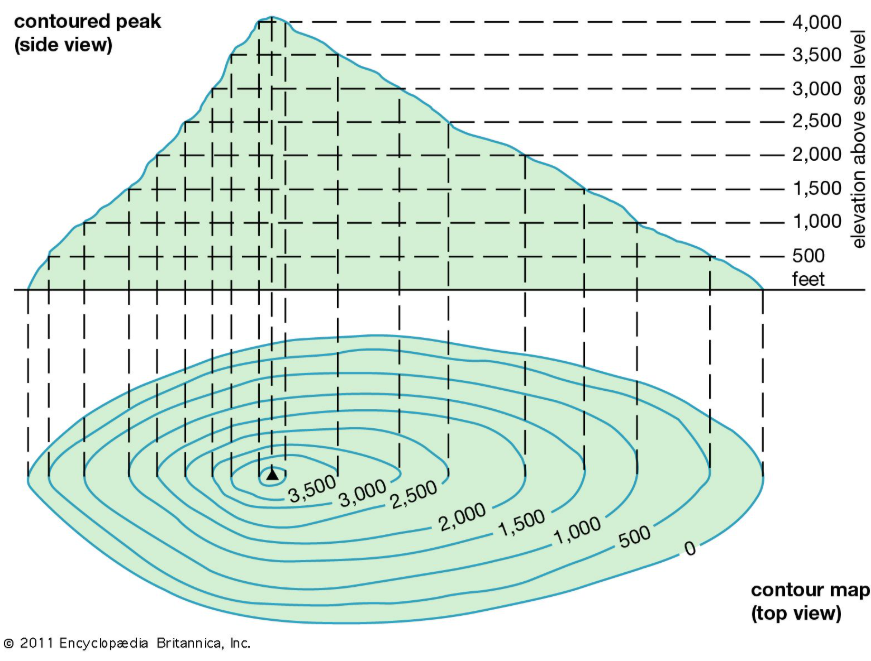 contoured peak
(side view)
4,000
3,500
3,000
2,500
2,000
1,500
1,000
500
feet
elevation above sea level
3,500
3,000
2,500
2,000
1,500
1,000
500
0
contour map
(top view)
© 2011 Encyclopædia Britannica, Inc.